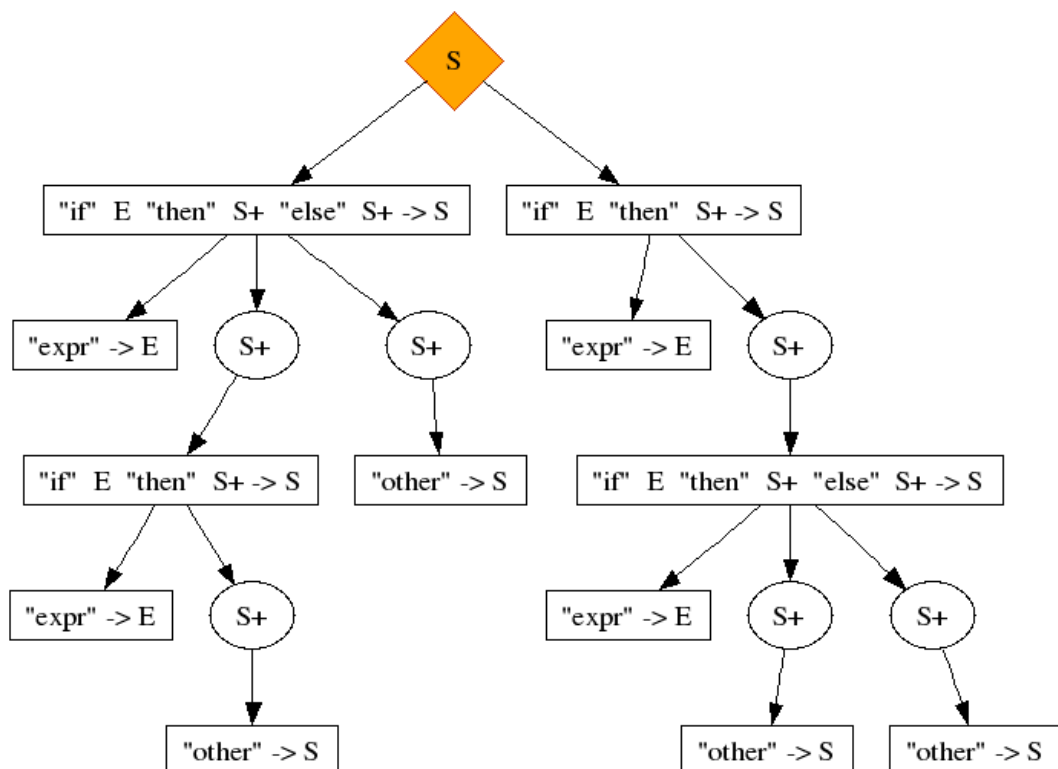 S
"if" E "then" S+ "else" S+ -> S
"if" E "then" S+ -> S
"expr" -> E
S+
S+
"expr" -> E
S+
"if" E "then" S+ -> S
"other" -> S
"if" E "then" S+ "else" S+ -> S
"expr" -> E
S+
"expr" -> E
S+
S+
"other" -> S
"other" -> S
"other" -> S